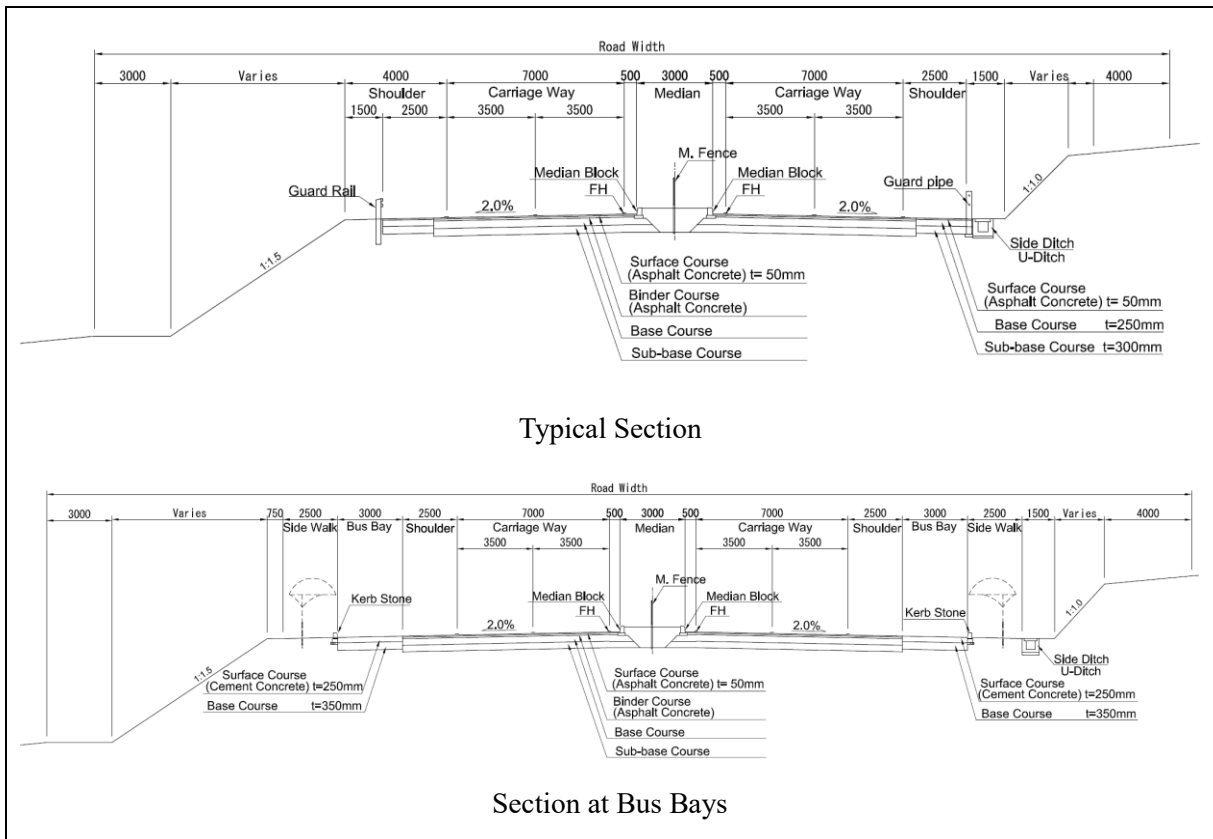 Road Width
3000 Varies 4000 7000 500 3000 500 7000 2500 1500 Varies 4000
Shoulder Carriage Way Median Carriage Way Shoulder
1500 2500 3500 3500 3500 3500
M. Fence
Median Block Median Block
Guard Rail FH FH Guard pipe
2.0% 2.0%
1:1.0
1:1.5
Side Ditch
U-Ditch
Surface Course
(Asphalt Concrete) t= 50mm
Binder Course
(Asphalt Concrete)
Base Course
Sub-base Course
Surface Course
(Asphalt Concrete) t= 50mm
Base Course t=250mm
Sub-base Course t=300mm
Typical Section
Road Width
3000 Varies 750 2500 3000 2500 7000 500 3000 500 7000 2500 3000 2500 1500 Varies 4000
Side Walk Bus Bay Shoulder Carriage Way Median Carriage Way Shoulder Bus Bay Side Walk
3500 3500 3500 3500
M. Fence
Kerb Stone Median Block Median Block Kerb Stone
FH FH
2.0% 2.0%
1:1.0
1:1.5
Side Ditch
U-Ditch
Surface Course
(Cement Concrete) t=250mm
Base Course t=350mm
Surface Course
(Asphalt Concrete) t= 50mm
Binder Course
(Asphalt Concrete)
Base Course
Sub-base Course
Surface Course
(Cement Concrete) t=250mm
Base Course t=350mm
Section at Bus Bays